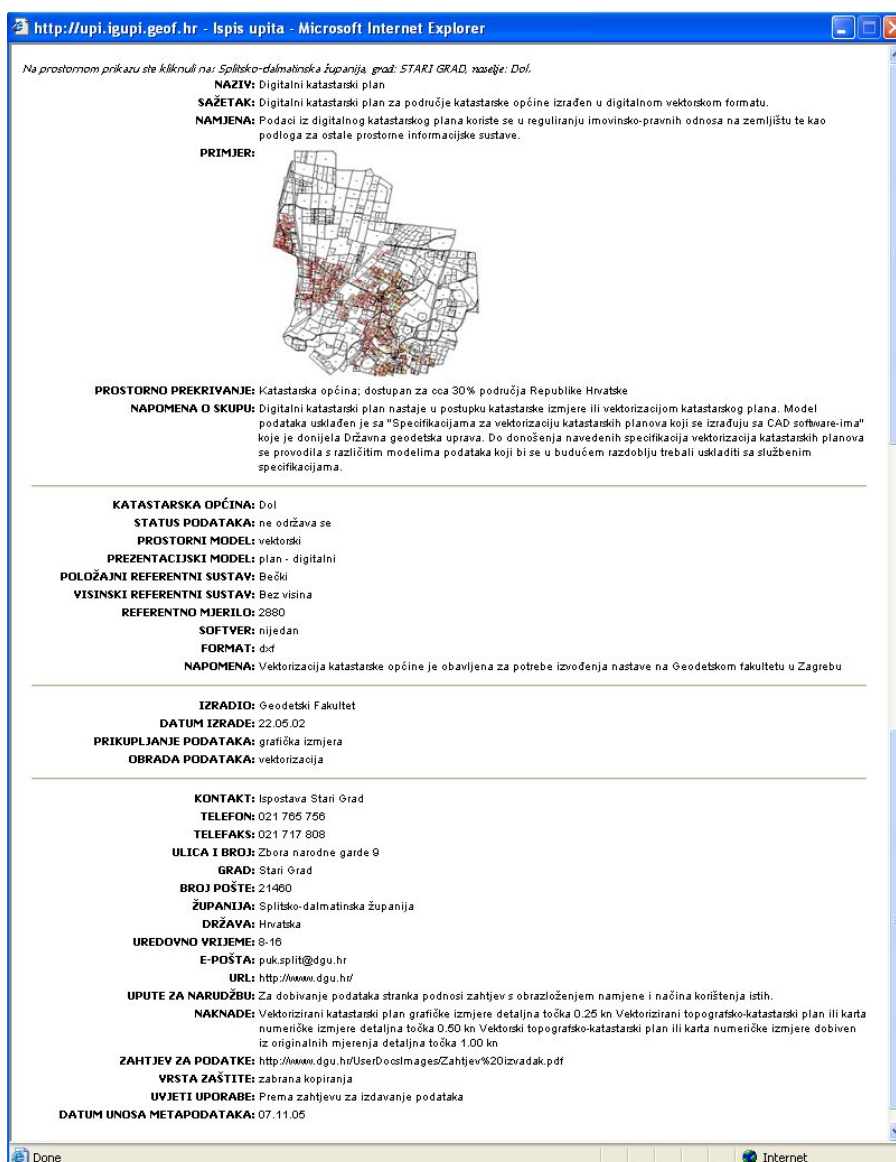 http://upi.igupi.geof.hr - Ispis upita - Microsoft Internet Explorer
Na prostornom prikazu ste kliknuli na: Splitsko-dalmatinska županija, grad: STARI GRAD, naselje: Dol.
NAZIV: Digitalni katastarski plan
SAŽETAK: Digitalni katastarski plan za područje katastarske općine izrađen u digitalnom vektorskom formatu.
NAMJENA: Podaci iz digitalnog katastarskog plana koriste se u reguliranju imovinsko-pravnih odnosa na zemljištu te kao
podloga za ostale prostorne informacijske sustave.
PRIMJER:
PROSTORNO PREKRIVANJE: Katastarska općina; dostupan za cca 30% područja Republike Hrvatske
NAPOMENA O SKUPU: Digitalni katastarski plan nastaje u postupku katastarske izmjere ili vektorizacijom katastarskog plana. Model
podataka usklađen je sa "Specifikacijama za vektorizaciju katastarskih planova koji se izrađuju sa CAD software-ima"
koje je donijela Državna geodetska uprava. Do donošenja navedenih specifikacija vektorizacija katastarskih planova
se provodila s različitim modelima podataka koji bi se u budućem razdoblju trebali uskladiti sa službenim
specifikacijama.
KATASTARSKA OPĆINA: Dol
STATUS PODATAKA: ne održava se
PROSTORNI MODEL: vektorski
PREZENTACIJSKI MODEL: plan - digitalni
POLOŽAJNI REFERENTNI SUSTAV: Bečki
VISINSKI REFERENTNI SUSTAV: Bez visina
REFERENTNO MJERILO: 2880
SOFTVER: nijedan
FORMAT: dxf
NAPOMENA: Vektorizacija katastarske općine je obavljena za potrebe izvođenja nastave na Geodetskom fakultetu u Zagrebu
IZRADIO: Geodetski Fakultet
DATUM IZRADE: 22.05.02
PRIKUPLJANJE PODATAKA: grafička izmjera
OBRADA PODATAKA: vektorizacija
KONTAKT: Ispostava Stari Grad
TELEFON: 021 765 756
TELEFAKS: 021 717 808
ULICA I BROJ: Zbora narodne garde 9
GRAD: Stari Grad
BROJ POŠTE: 21460
ŽUPANIJA: Splitsko-dalmatinska županija
DRŽAVA: Hrvatska
UREDOVNO VRIJEME: 8-16
E-POŠTA: puk.split@dgu.hr
URL: http://www.dgu.hr/
UPUTE ZA NARUDŽBU: Za dobivanje podataka stranka podnosi zahtjev s obrazloženjem namjene i načina korištenja istih.
NAKNADE: Vektorizirani katastarski plan grafičke izmjere detaljna točka 0.25 kn Vektorizirani topografsko-katastarski plan ili karta
numeričke izmjere detaljna točka 0.50 kn Vektorski topografsko-katastarski plan ili karta numeričke izmjere dobiven
iz originalnih mjerenja detaljna točka 1.00 kn
ZAHTJEV ZA PODATKE: http://www.dgu.hr/UserDocsImages/Zahtjev%20izvadak.pdf
VRSTA ZAŠTITE: zabrana kopiranja
UVJETI UPORABE: Prema zahtjevu za izdavanje podataka
DATUM UNOSA METAPODATAKA: 07.11.05
Done
Internet